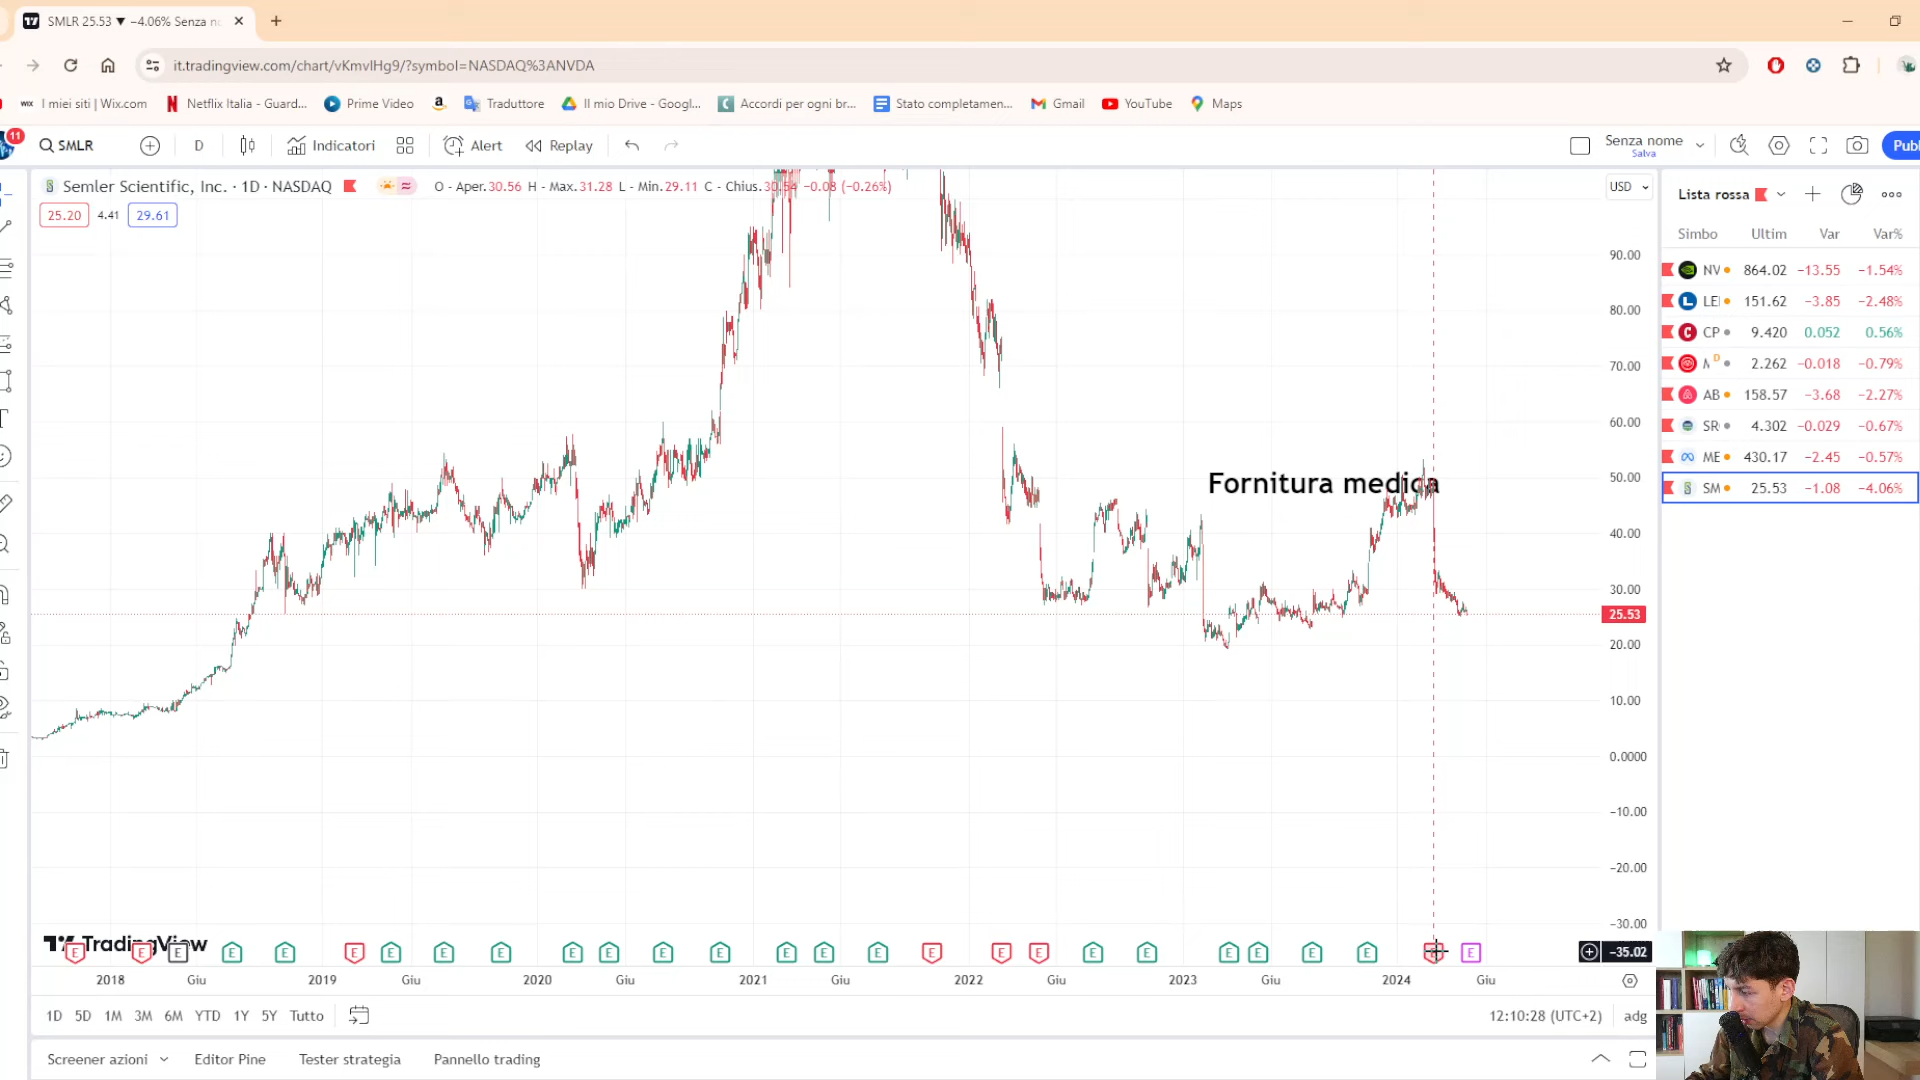 SMLR 25.53 ▼ −4.06% Senza n
it.tradingview.com/chart/vKmvIHg9/?symbol=NASDAQ%3ANVDA
wix I miei siti | Wix.com Netflix Italia - Guard... Prime Video Traduttore Il mio Drive - Googl... Accordi per ogni br... Stato completamen... Gmail YouTube Maps
11 SMLR D Indicatori Alert Replay Senza nome Salva Publ
Semler Scientific, Inc. · 1D · NASDAQ O - Aper.30.56 H - Max.31.28 L - Min.29.11 C - Chius.30.54 −0.08 (−0.26%) USD
25.20 4.41 29.61
90.00
80.00
70.00
60.00
50.00
40.00
30.00
25.53
20.00
10.00
0.0000
−10.00
−20.00
−30.00
−35.02
Fornitura medica
TradingView
E E E E E E E E E E E E E E E E E E E E E E E E E E E
2018 Giu 2019 Giu 2020 Giu 2021 Giu 2022 Giu 2023 Giu 2024 Giu
1D 5D 1M 3M 6M YTD 1Y 5Y Tutto 12:10:28 (UTC+2) adg
Screener azioni Editor Pine Tester strategia Pannello trading
Lista rossa
Simbo Ultim Var Var%
NV 864.02 −13.55 −1.54%
LE 151.62 −3.85 −2.48%
CP 9.420 0.052 0.56%
D 2.262 −0.018 −0.79%
AB 158.57 −3.68 −2.27%
SR 4.302 −0.029 −0.67%
ME 430.17 −2.45 −0.57%
SM 25.53 −1.08 −4.06%